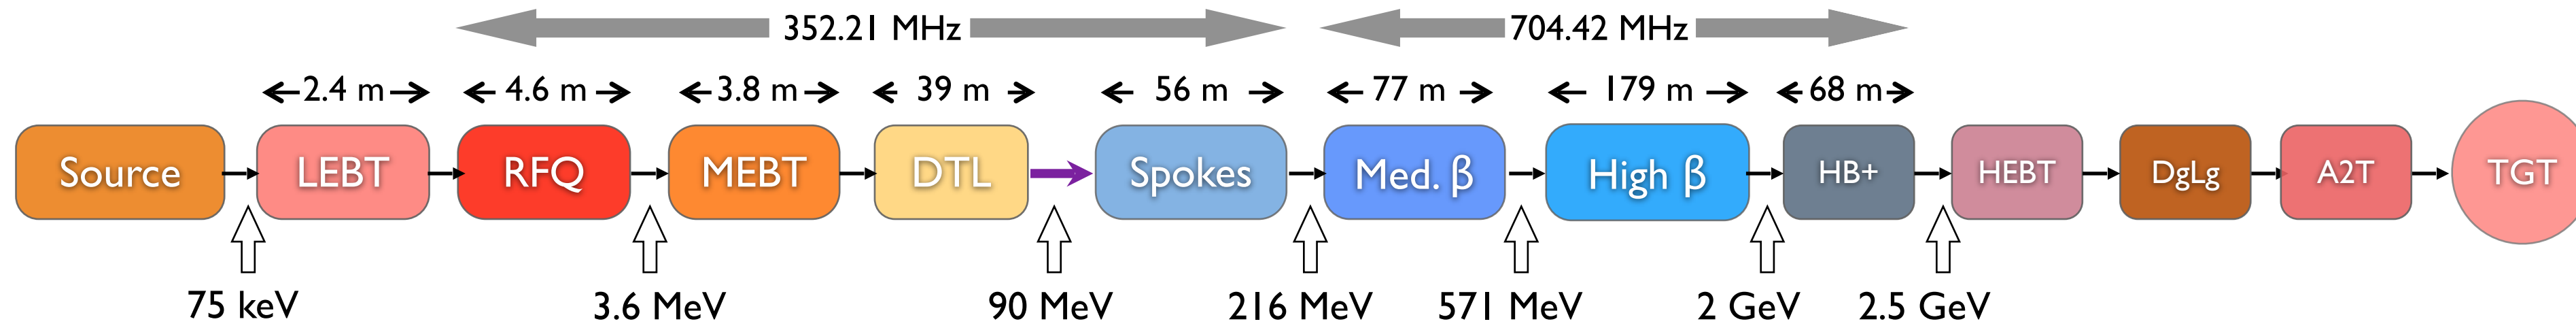 352.21 MHz 704.42 MHz
2.4 m 4.6 m 3.8 m 39 m 56 m 77 m 179 m 68 m
Source LEBT RFQ MEBT DTL Spokes Med. β High β HB+ HEBT DgLg A2T TGT
75 keV 3.6 MeV 90 MeV 216 MeV 571 MeV 2 GeV 2.5 GeV